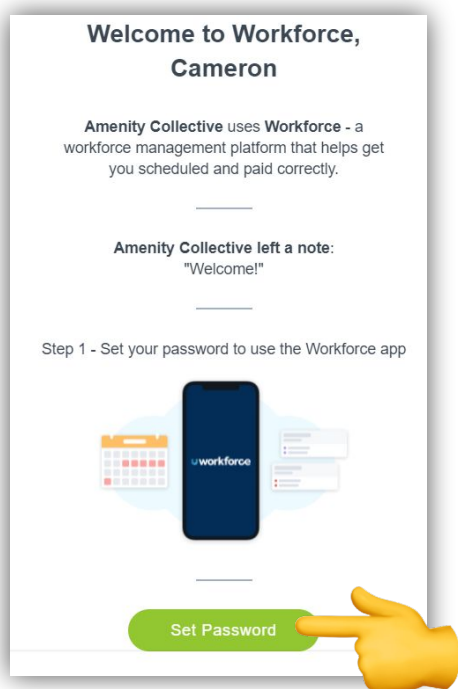 Welcome to Workforce,
Cameron
Amenity Collective uses Workforce - a
workforce management platform that helps get
you scheduled and paid correctly.
Amenity Collective left a note:
"Welcome!"
Step 1 - Set your password to use the Workforce app
workforce
Set Password